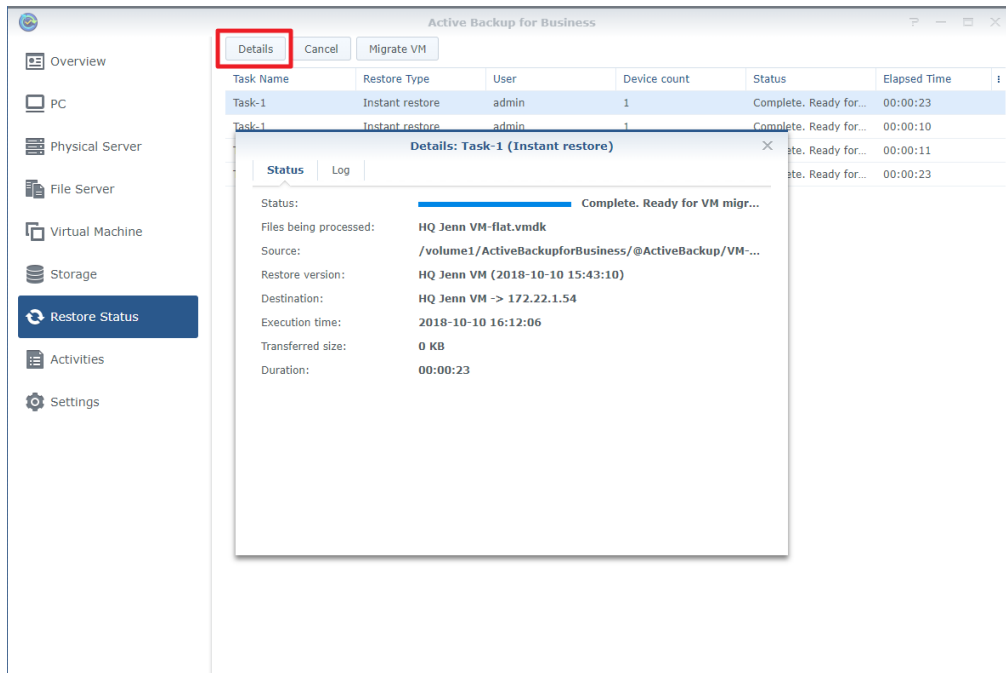 Active Backup for Business
Overview
PC
Physical Server
File Server
Virtual Machine
Storage
Restore Status
Activities
Settings
Details Cancel Migrate VM
Task Name Restore Type User Device count Status Elapsed Time
Task-1 Instant restore admin 1 Complete. Ready for... 00:00:23
Task-1 Instant restore admin 1 Complete. Ready for... 00:00:10
ete. Ready for... 00:00:11
ete. Ready for... 00:00:23
Details: Task-1 (Instant restore)
Status Log
Status: Complete. Ready for VM migr...
Files being processed: HQ Jenn VM-flat.vmdk
Source: /volume1/ActiveBackupforBusiness/@ActiveBackup/VM-...
Restore version: HQ Jenn VM (2018-10-10 15:43:10)
Destination: HQ Jenn VM -> 172.22.1.54
Execution time: 2018-10-10 16:12:06
Transferred size: 0 KB
Duration: 00:00:23